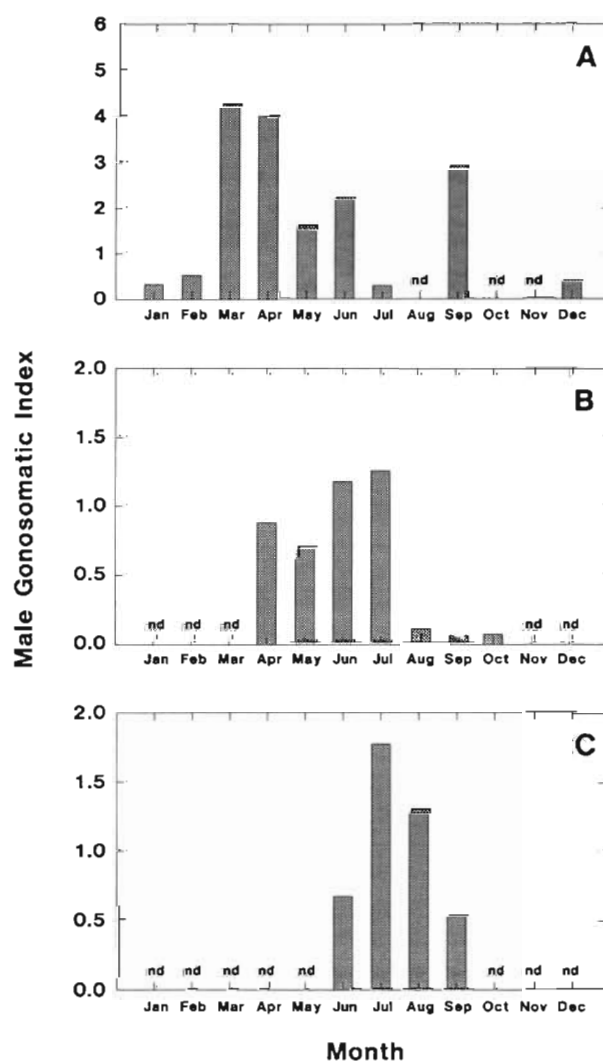 Male Gonosomatic Index
6
5
4
3
2
1
0
A
nd nd nd
Jan Feb Mar Apr May Jun Jul Aug Sep Oct Nov Dec
2.0
1.5
1.0
0.5
0.0
B
nd nd nd nd nd
Jan Feb Mar Apr May Jun Jul Aug Sep Oct Nov Dec
2.0
1.5
1.0
0.5
0.0
C
nd nd nd nd nd nd nd nd
Jan Feb Mar Apr May Jun Jul Aug Sep Oct Nov Dec
Month